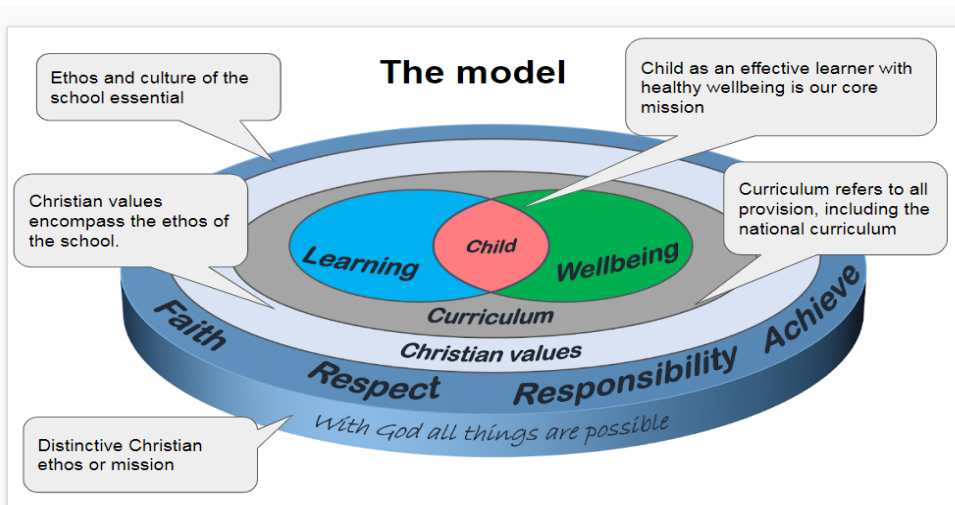 The model
Ethos and culture of the
school essential
Child as an effective learner with
healthy wellbeing is our core
mission
Christian values
encompass the ethos of
the school.
Curriculum refers to all
provision, including the
national curriculum
Child
Learning
Wellbeing
Curriculum
Christian values
Faith
Respect
Responsibility
Achieve
With God all things are possible
Distinctive Christian
ethos or mission